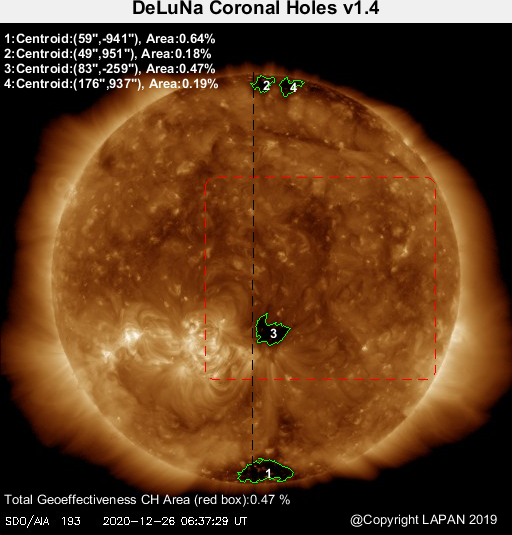 DeLuNa Coronal Holes v1.4
1:Centroid:(59",-941"), Area:0.64%
2:Centroid:(49",951"), Area:0.18%
3:Centroid:(83",-259"), Area:0.47%
4:Centroid:(176",937"), Area:0.19%
2
4
3
1
Total Geoeffectiveness CH Area (red box):0.47 %
SDO/AIA 193 2020-12-26 06:37:29 UT
@Copyright LAPAN 2019